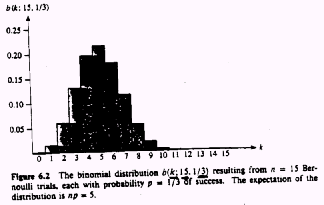 b(k; 15, 1/3)
0.25
0.20
0.15
0.10
0.05
0 1 2 3 4 5 6 7 8 9 10 11 12 13 14 15
k
Figure 6.2 The binomial distribution b(k; 15, 1/3) resulting from n = 15 Ber-
noulli trials, each with probability p = 1/3 of success. The expectation of the
distribution is np = 5.